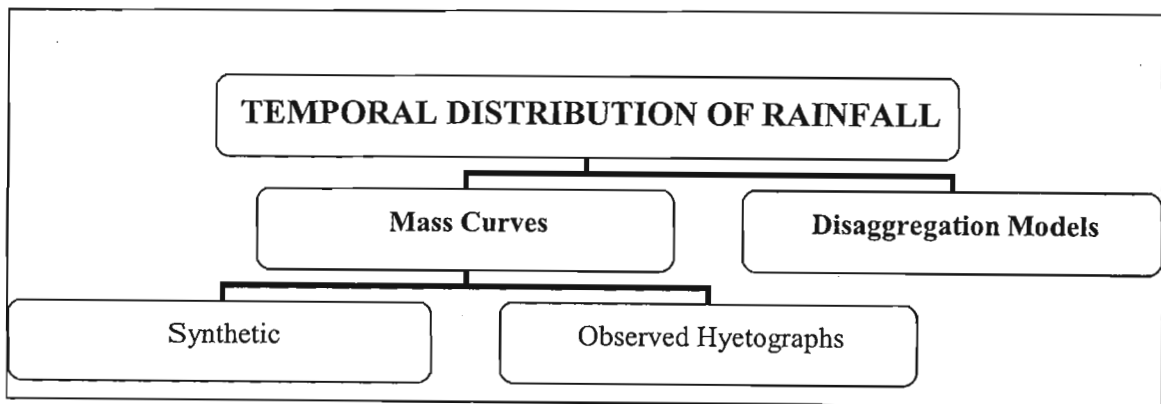 TEMPORAL DISTRIBUTION OF RAINFALL
Mass Curves
Disaggregation Models
Synthetic
Observed Hyetographs